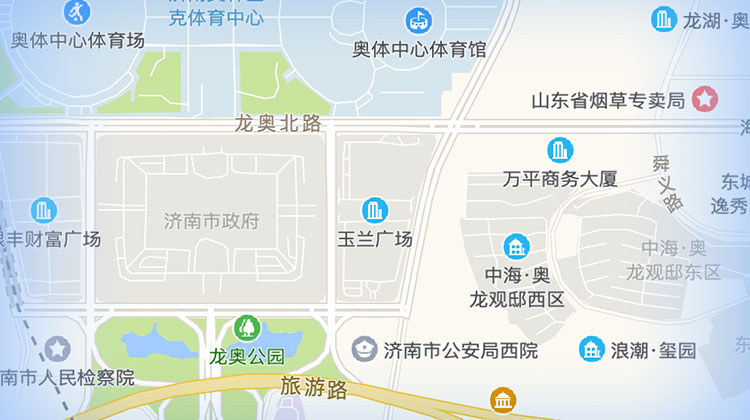 克体育中心
奥体中心体育场
奥体中心体育馆
龙湖·奥
山东省烟草专卖局
龙奥北路
万平商务大厦
舜义路
东城
逸秀
济南市政府
丰财富广场
玉兰广场
中海·奥
龙观邸西区
中海·奥
龙观邸东区
龙奥公园
济南市公安局西院
浪潮·玺园
南市人民检察院
旅游路